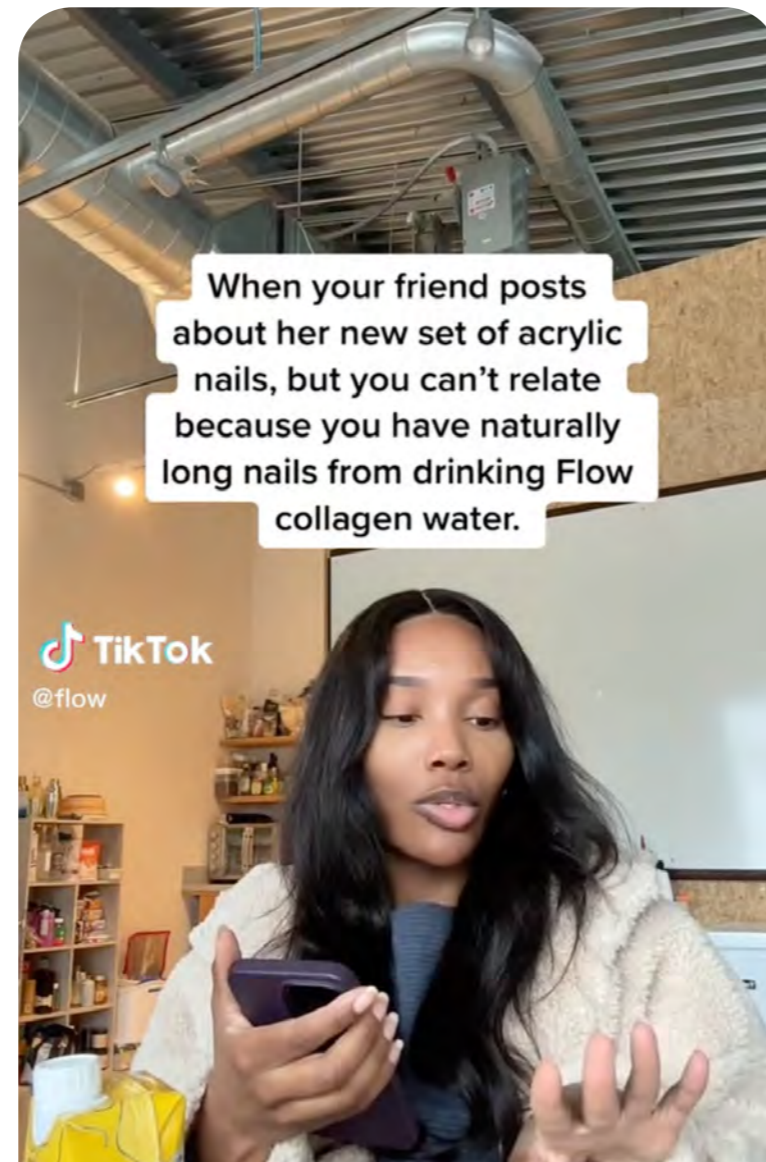 When your friend posts
about her new set of acrylic
nails, but you can’t relate
because you have naturally
long nails from drinking Flow
collagen water.
TikTok
@flow